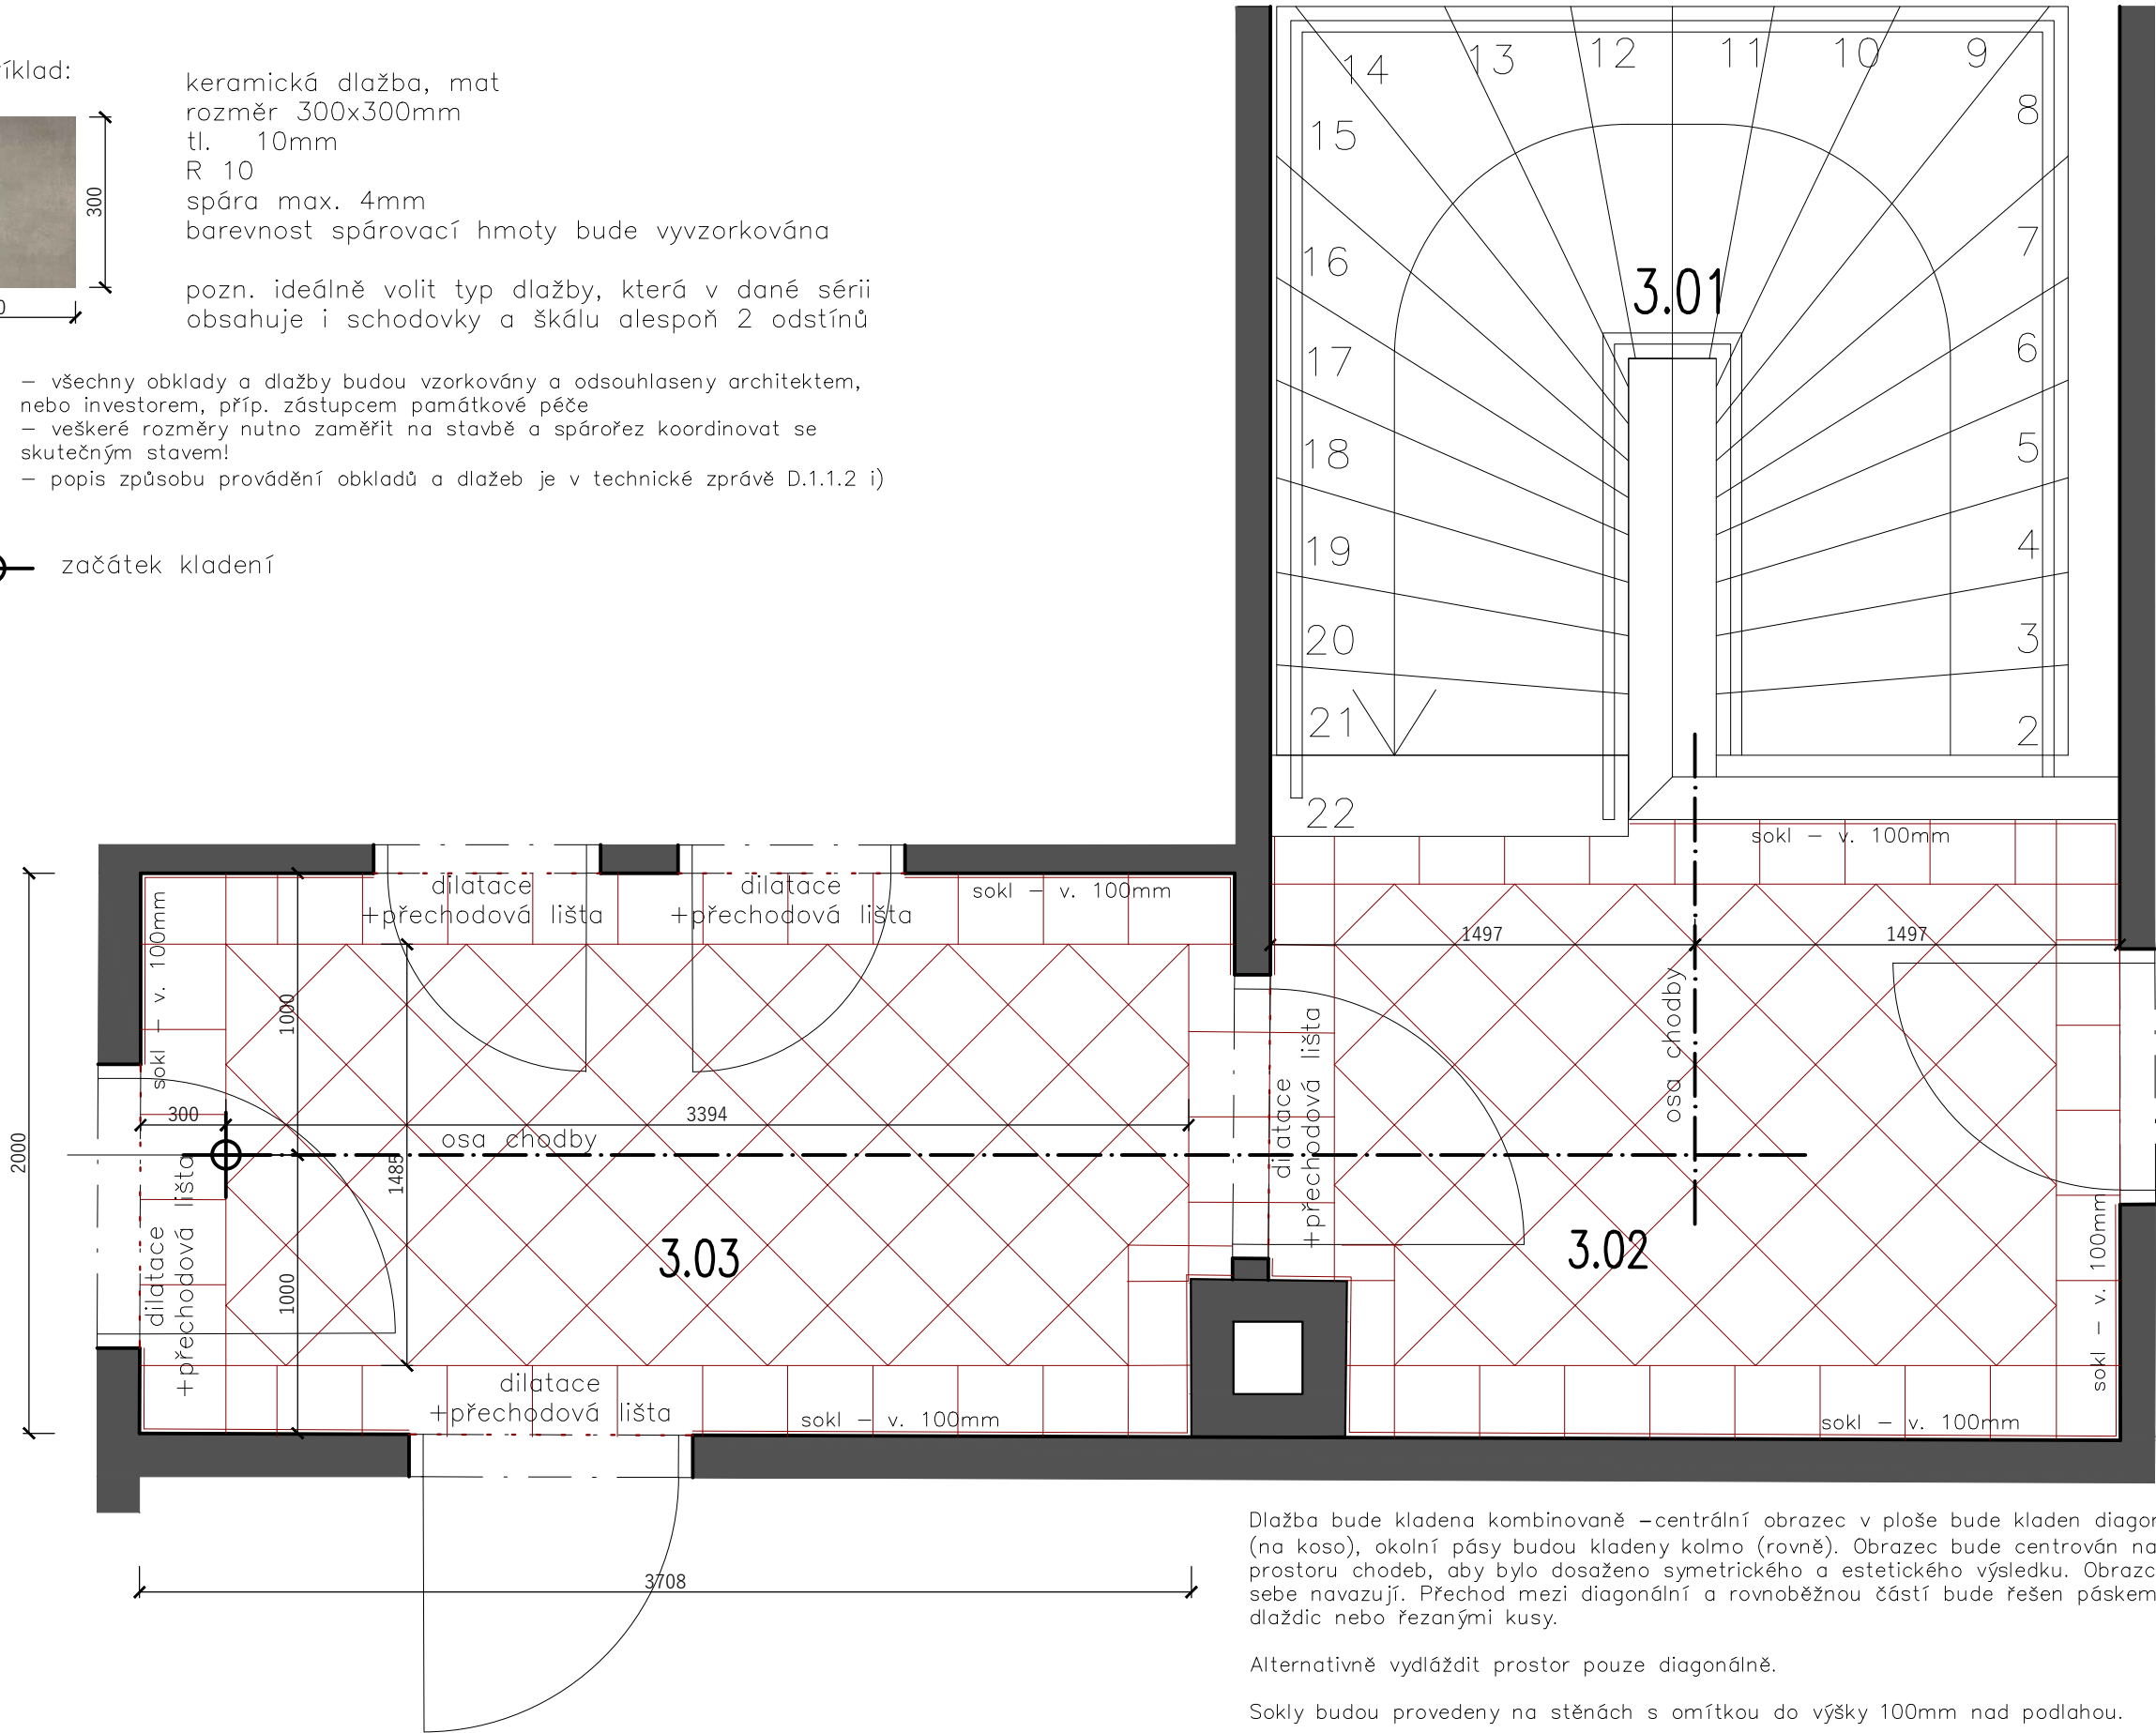 íklad:
300
0
keramická dlažba, mat
rozměr 300x300mm
tl. 10mm
R 10
spára max. 4mm
barevnost spárovací hmoty bude vyvzorkována
pozn. ideálně volit typ dlažby, která v dané sérii
obsahuje i schodovky a škálu alespoň 2 odstínů
– všechny obklady a dlažby budou vzorkovány a odsouhlaseny architektem,
nebo investorem, příp. zástupcem památkové péče
– veškeré rozměry nutno zaměřit na stavbě a spárořez koordinovat se
skutečným stavem!
– popis způsobu provádění obkladů a dlažeb je v technické zprávě D.1.1.2 i)
začátek kladení
14
13
12
11
10
9
8
15
7
16
3.01
6
17
5
18
4
19
3
20
2
21
22
sokl – v. 100mm
dilatace
+přechodová lišta
dilatace
+přechodová lišta
sokl – v. 100mm
sokl – v. 100mm
1497
1497
osa chodby
1000
300
3394
osa chodby
1485
2000
dilatace
+přechodová lišta
dilatace
+přechodová lišta
3.03
3.02
1000
sokl – v. 100mm
dilatace
+přechodová lišta
sokl – v. 100mm
sokl – v. 100mm
3708
Dlažba bude kladena kombinovaně –centrální obrazec v ploše bude kladen diagor
(na koso), okolní pásy budou kladeny kolmo (rovně). Obrazec bude centrován na
prostoru chodeb, aby bylo dosaženo symetrického a estetického výsledku. Obrazc
sebe navazují. Přechod mezi diagonální a rovnoběžnou částí bude řešen páskem
dlaždic nebo řezanými kusy.
Alternativně vydláždit prostor pouze diagonálně.
Sokly budou provedeny na stěnách s omítkou do výšky 100mm nad podlahou.